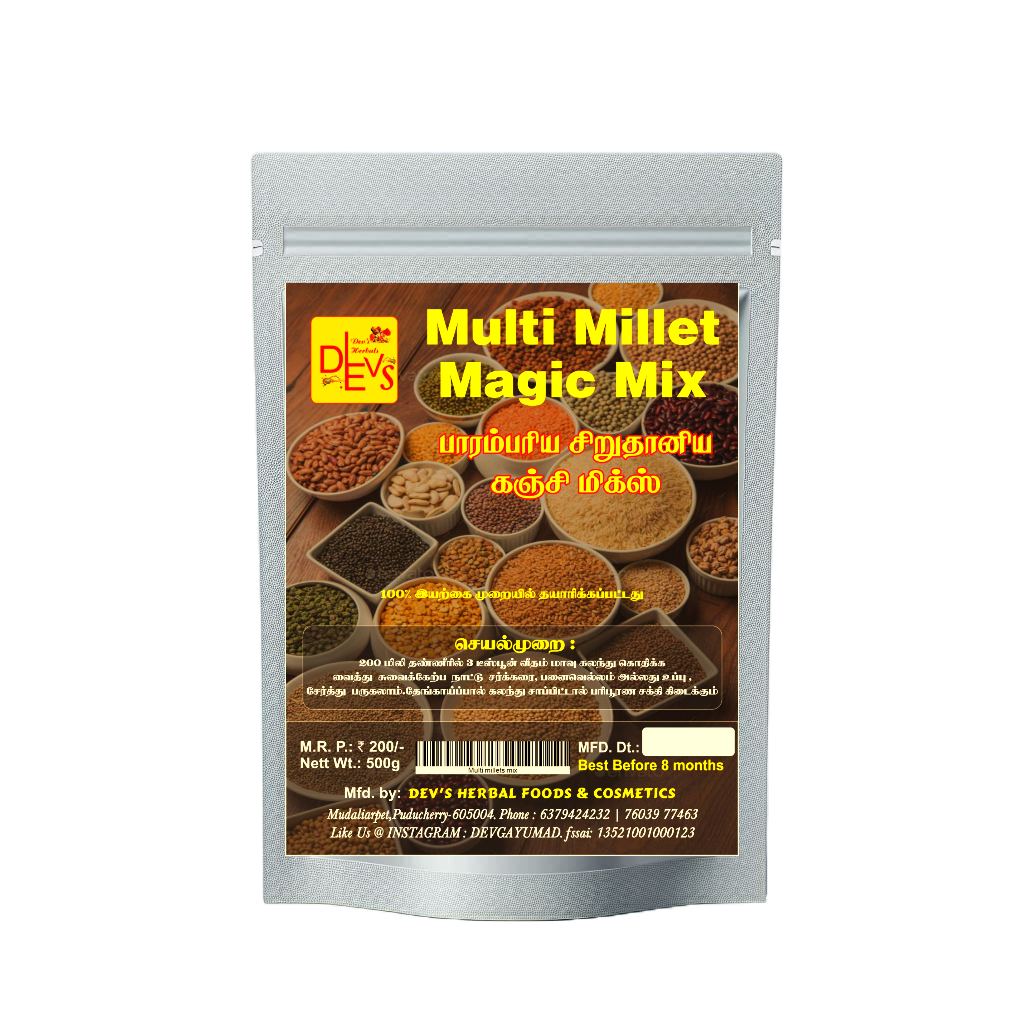 Dev's
Herbals
DEVS
Multi Millet
Magic Mix
பாரம்பரிய சிறுதானிய
கஞ்சி மிக்ஸ்
100% இயற்கை முறையில் தயாரிக்கப்பட்டது
செயல்முறை :
200 மிலி தண்ணீரில் 3 டீஸ்பூன் வீதம் மாவு கலந்து கொதிக்க
வைத்து சுவைக்கேற்ப நாட்டு சர்க்கரை, பனைவெல்லம் அல்லது உப்பு ,
சேர்த்து பருகலாம்.தேங்காய்ப்பால் கலந்து சாப்பிட்டால் பரிபூரண சக்தி கிடைக்கும்
M.R. P.: ₹ 200/-
Nett Wt.: 500g
Multi millets mix
MFD. Dt.:
Best Before 8 months
Mfd. by: DEV'S HERBAL FOODS & COSMETICS
Mudaliarpet,Puducherry-605004. Phone : 6379424232 | 76039 77463
Like Us @ INSTAGRAM : DEVGAYUMAD. fssai: 13521001000123